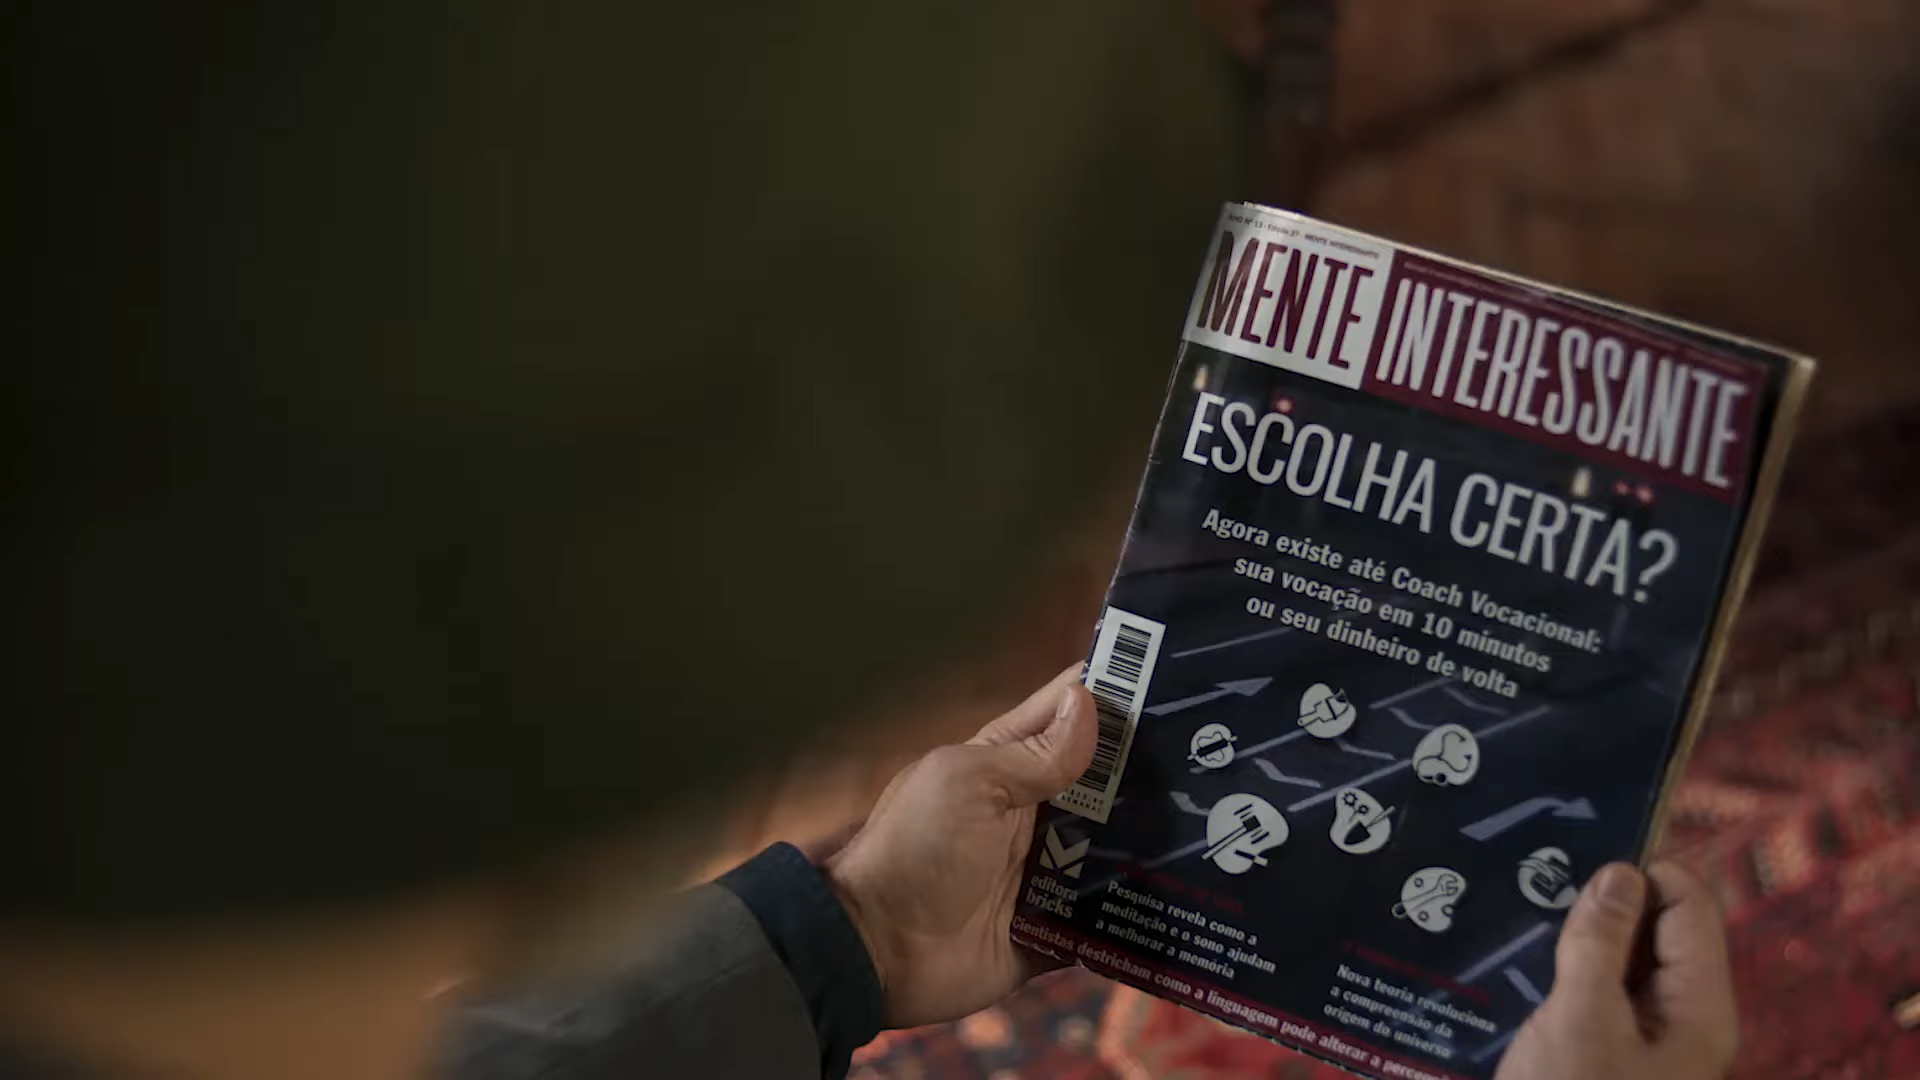 MENTE INTERESSANTE
ESCOLHA CERTA?
Agora existe até Coach Vocacional:
sua vocação em 10 minutos
ou seu dinheiro de volta
editora
bricks
Pesquisa revela como a
meditação e o sono ajudam
a melhorar a memória
Nova teoria revoluciona
a compreensão da
origem do universo
Cientistas destricham como a linguagem pode alterar a